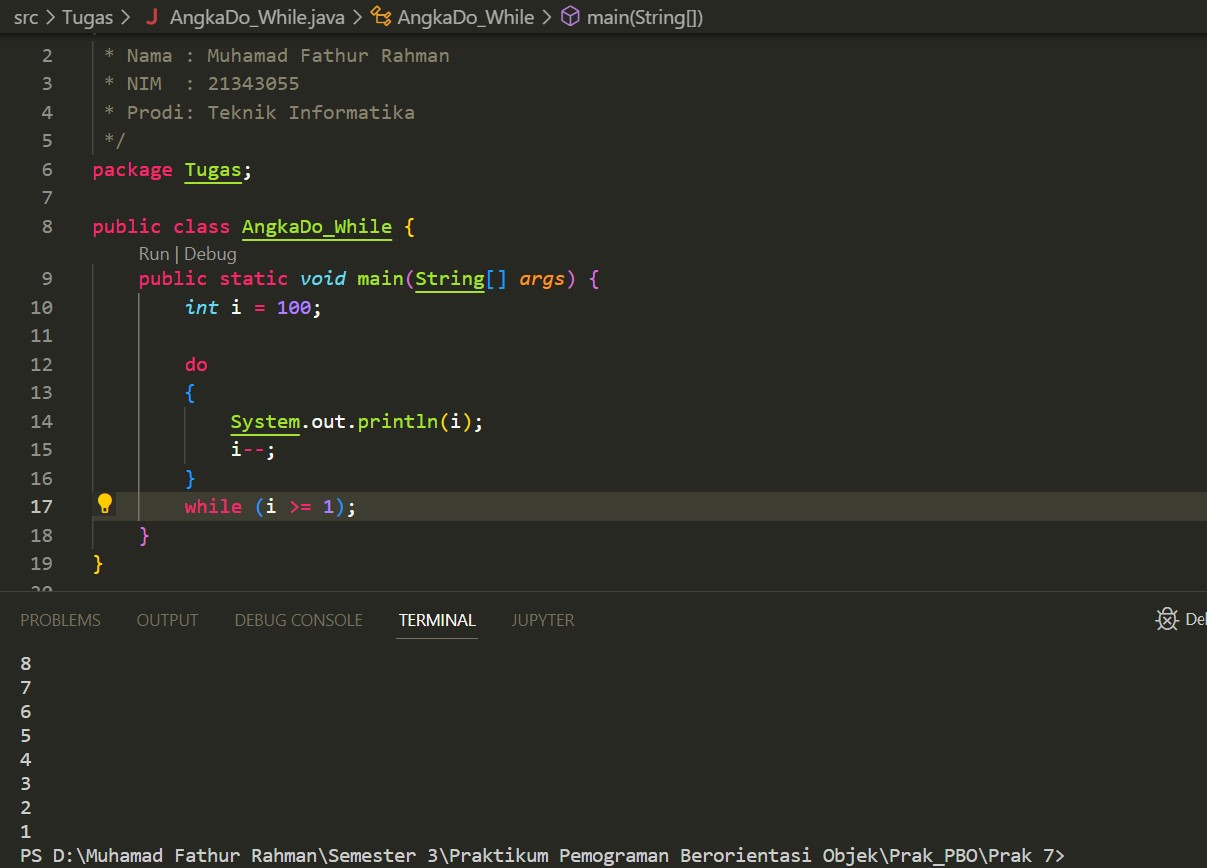 src > Tugas > J AngkaDo_While.java > AngkaDo_While > main(String[])
2 * Nama : Muhamad Fathur Rahman
3 * NIM  : 21343055
4 * Prodi: Teknik Informatika
5 */
6 package Tugas;
7
8 public class AngkaDo_While {
Run | Debug
9 public static void main(String[] args) {
10 int i = 100;
11
12 do
13 {
14 System.out.println(i);
15 i--;
16 }
17 while (i >= 1);
18 }
19 }
20
PROBLEMS OUTPUT DEBUG CONSOLE TERMINAL JUPYTER
8
7
6
5
4
3
2
1
PS D:\Muhamad Fathur Rahman\Semester 3\Praktikum Pemograman Berorientasi Objek\Prak_PBO\Prak 7>